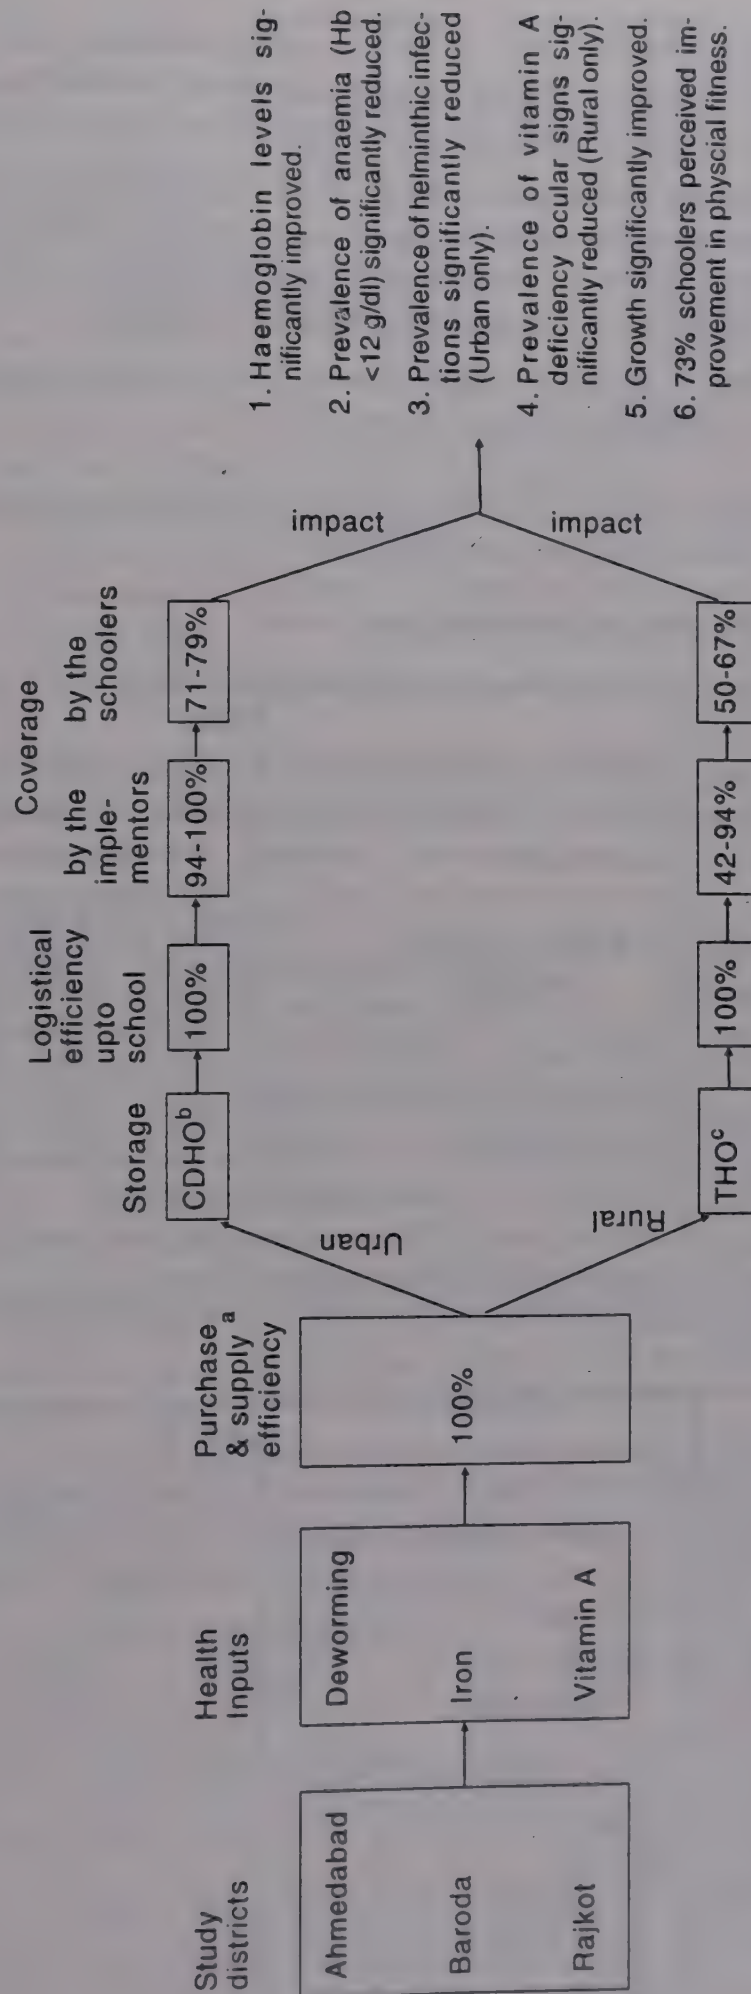 Study
districts
Ahmedabad
Baroda
Rajkot
Health
Inputs
Deworming
Iron
Vitamin A
Purchase
& supply a
efficiency
100%
Urban
Rural
Storage
CDHOb
THOc
Logistical
efficiency
upto
school
100%
100%
Coverage
by the
imple-
mentors
94-100%
42-94%
by the
schoolers
71-79%
50-67%
impact
impact
1. Haemoglobin levels sig-
nificantly improved.
2. Prevalence of anaemia (Hb
<12 g/dl) significantly reduced.
3. Prevalence of helminthic infec-
tions significantly reduced
(Urban only).
4. Prevalence of vitamin A
deficiency ocular signs sig-
nificantly reduced (Rural only).
5. Growth significantly improved.
6. 73% schoolers perceived im-
provement in physcial fitness.